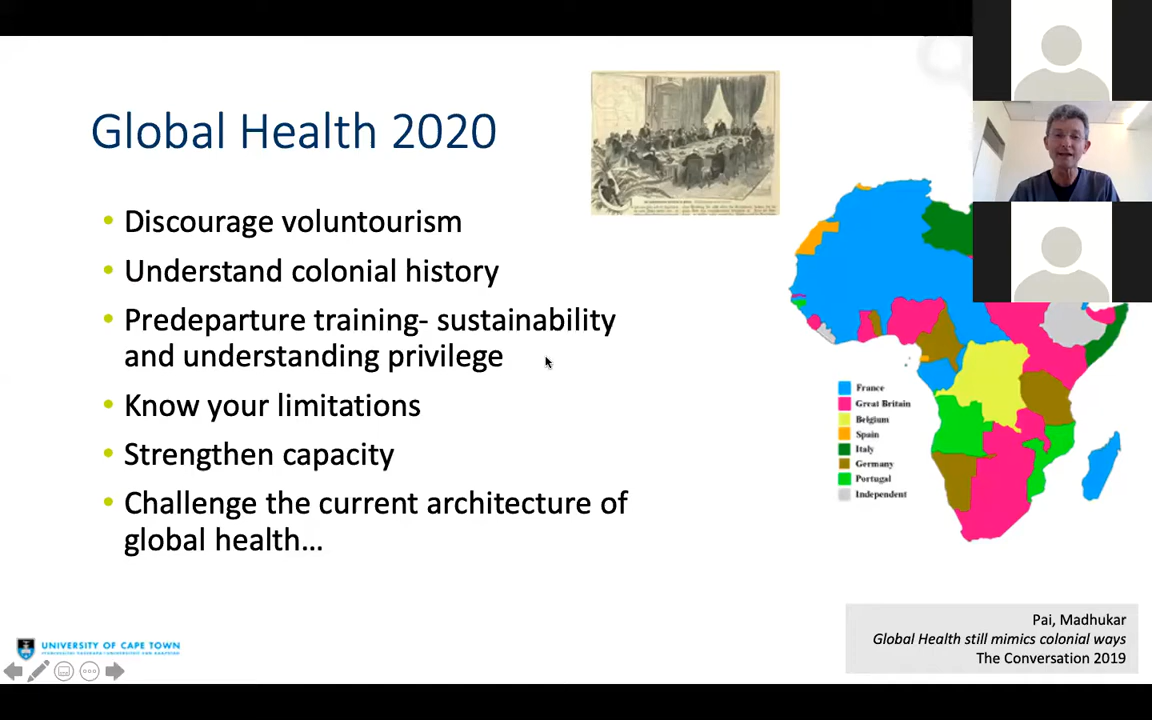 Global Health 2020
• Discourage voluntourism
• Understand colonial history
• Predeparture training- sustainability
and understanding privilege
• Know your limitations
• Strengthen capacity
• Challenge the current architecture of
global health…
France
Great Britain
Belgium
Spain
Italy
Germany
Portugal
Independent
UNIVERSITY OF CAPE TOWN
Pai, Madhukar
Global Health still mimics colonial ways
The Conversation 2019